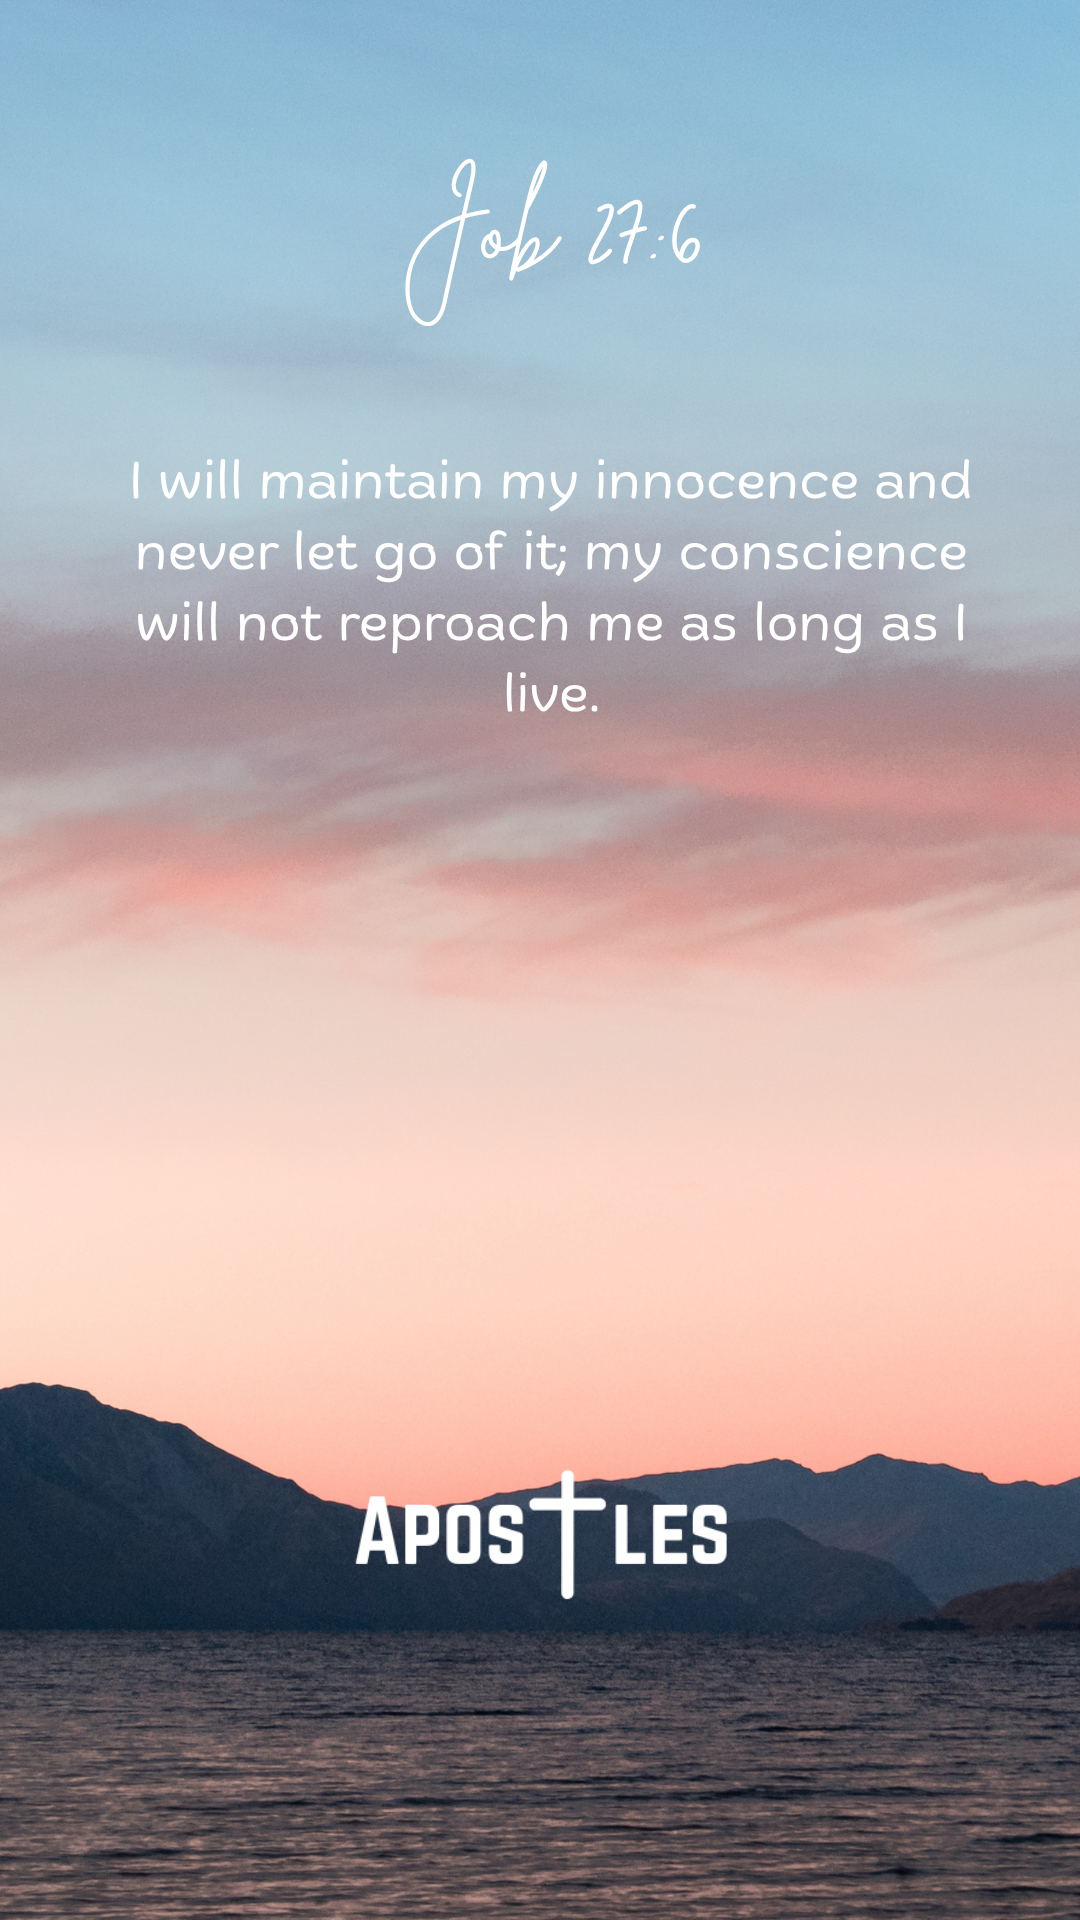 Job 27:6
I will maintain my innocence and
never let go of it; my conscience
will not reproach me as long as I
live.
APOSTLES